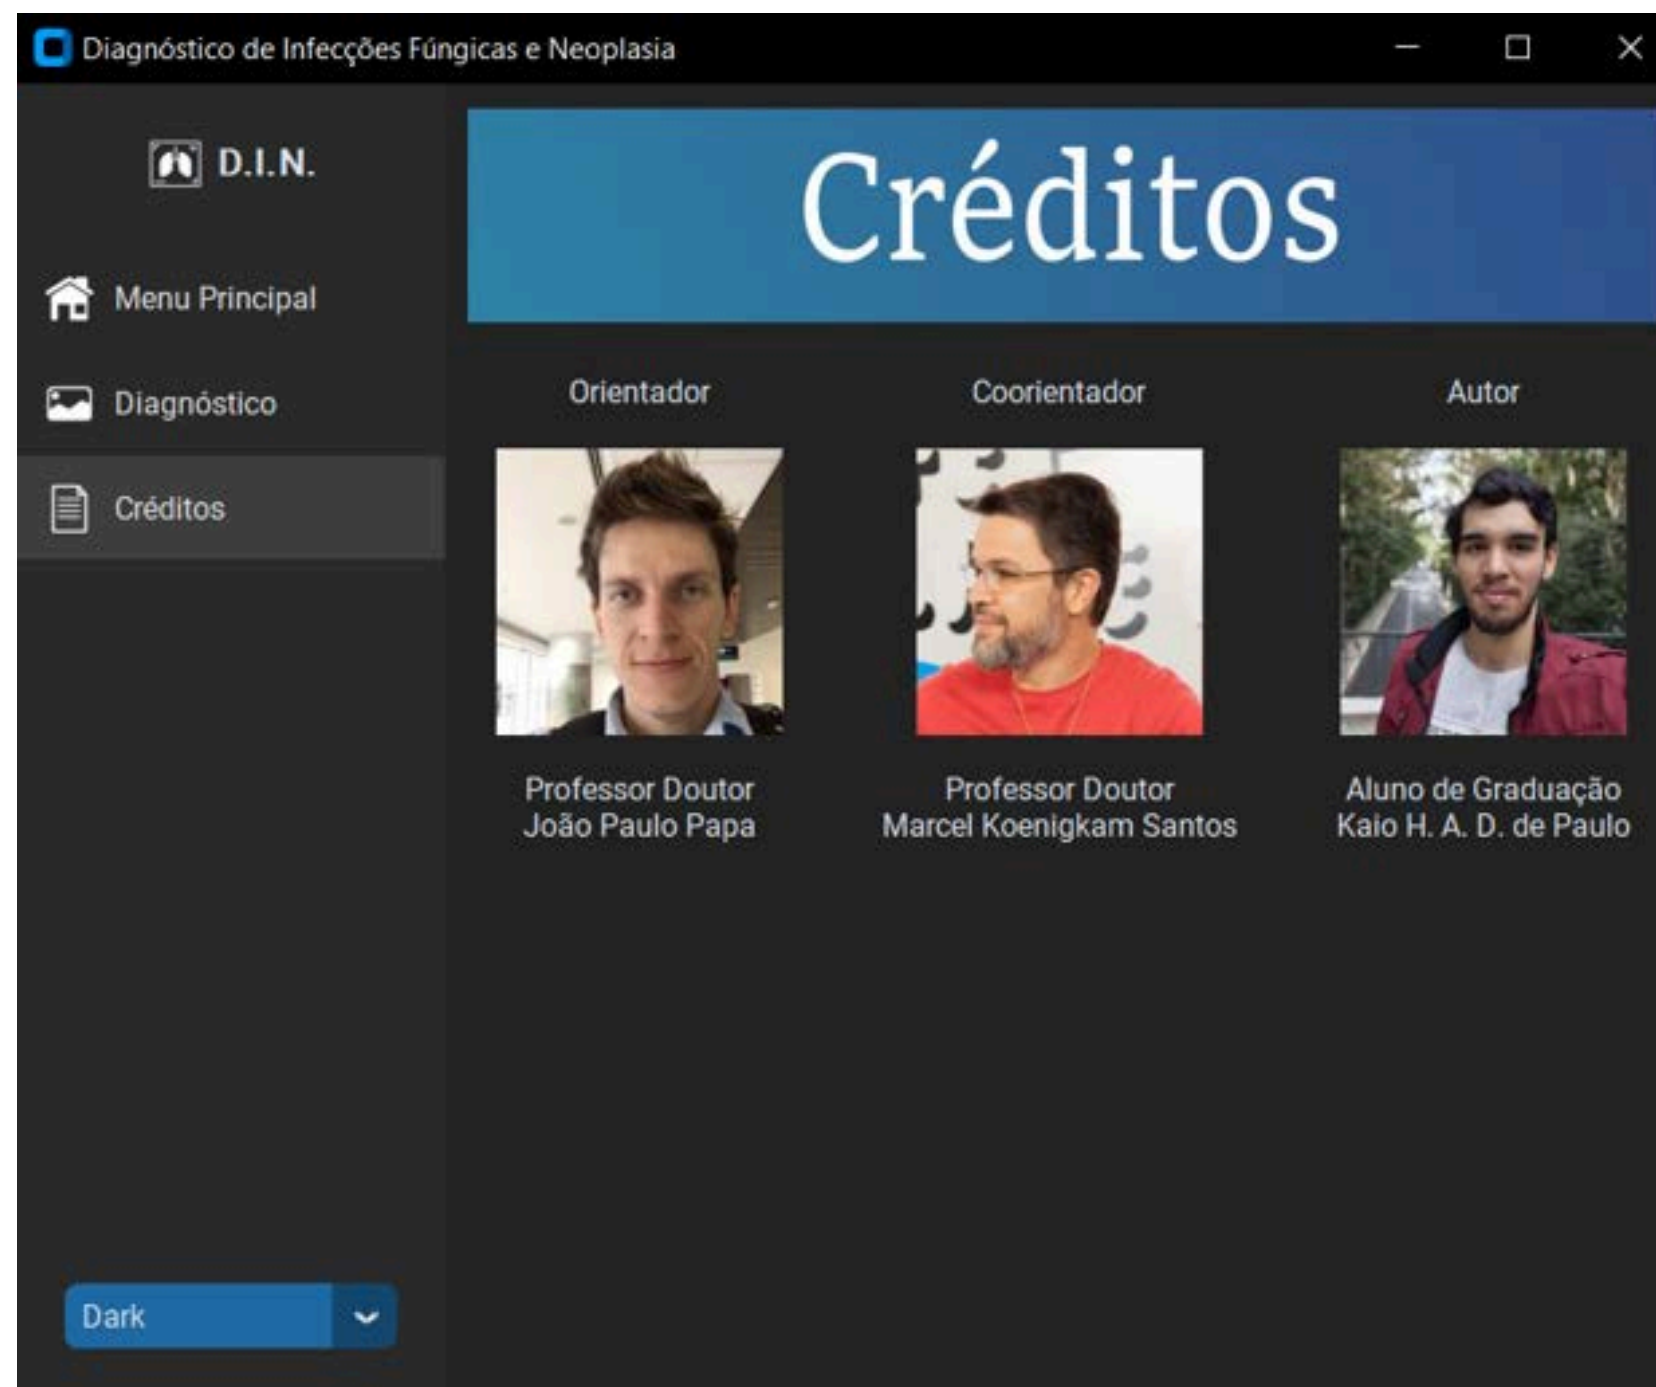 Diagnóstico de Infecções Fúngicas e Neoplasia
D.I.N.
Menu Principal
Diagnóstico
Créditos
Dark
Créditos
Orientador
Coorientador
Autor
Professor Doutor
João Paulo Papa
Professor Doutor
Marcel Koenigkam Santos
Aluno de Graduação
Kaio H. A. D. de Paulo